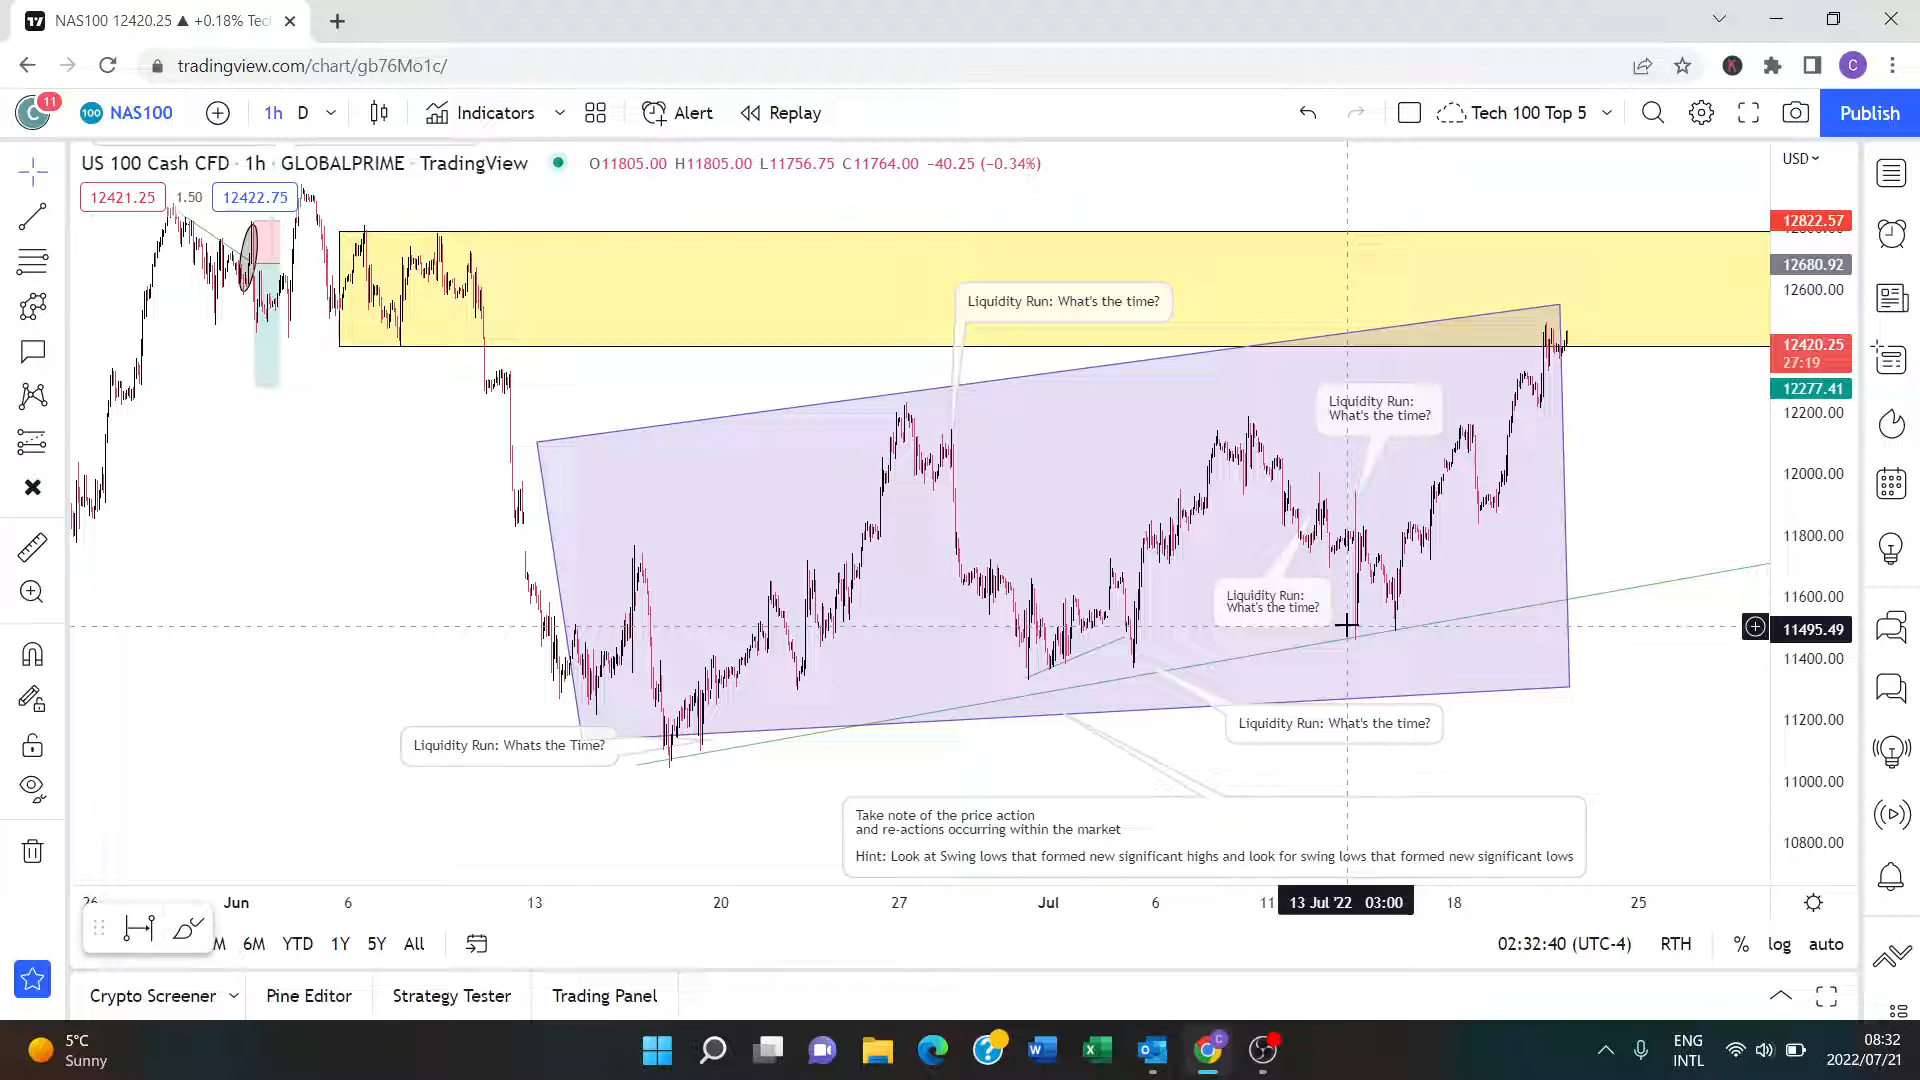 NAS100 12420.25 ▲ +0.18% Tec
tradingview.com/chart/gb76Mo1c/
C
11
C
100 NAS100
1h D
Indicators
Alert
Replay
Tech 100 Top 5
Publish
US 100 Cash CFD · 1h · GLOBALPRIME · TradingView
O11805.00 H11805.00 L11756.75 C11764.00 −40.25 (−0.34%)
USD
12421.25 1.50 12422.75
12822.57
12680.92
12600.00
12420.25
27:19
12277.41
12200.00
12000.00
11800.00
11600.00
11495.49
11400.00
11200.00
11000.00
10800.00
Liquidity Run: What's the time?
Liquidity Run:
What's the time?
Liquidity Run:
What's the time?
Liquidity Run: What's the time?
Liquidity Run: Whats the Time?
Take note of the price action
and re-actions occurring within the market
Hint: Look at Swing lows that formed new significant highs and look for swing lows that formed new significant lows
26 Jun 6 13 20 27 Jul 6 11 13 Jul '22 03:00 18 25
M 6M YTD 1Y 5Y All
02:32:40 (UTC-4) RTH % log auto
Crypto Screener Pine Editor Strategy Tester Trading Panel
5°C
Sunny
C
ENG
INTL
08:32
2022/07/21